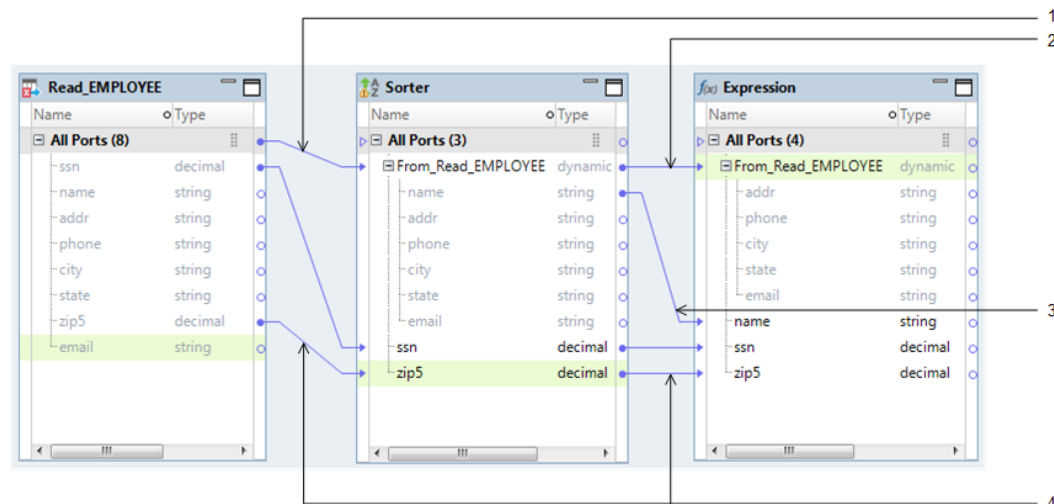 1
2
Read_EMPLOYEE
Name Type
All Ports (8)
ssn decimal
name string
addr string
phone string
city string
state string
zip5 decimal
email string
Sorter
Name Type
All Ports (3)
From_Read_EMPLOYEE dynamic
name string
addr string
phone string
city string
state string
email string
ssn decimal
zip5 decimal
f(x) Expression
Name Type
All Ports (4)
From_Read_EMPLOYEE dynamic
addr string
phone string
city string
state string
email string
name string
ssn decimal
zip5 decimal
3
4